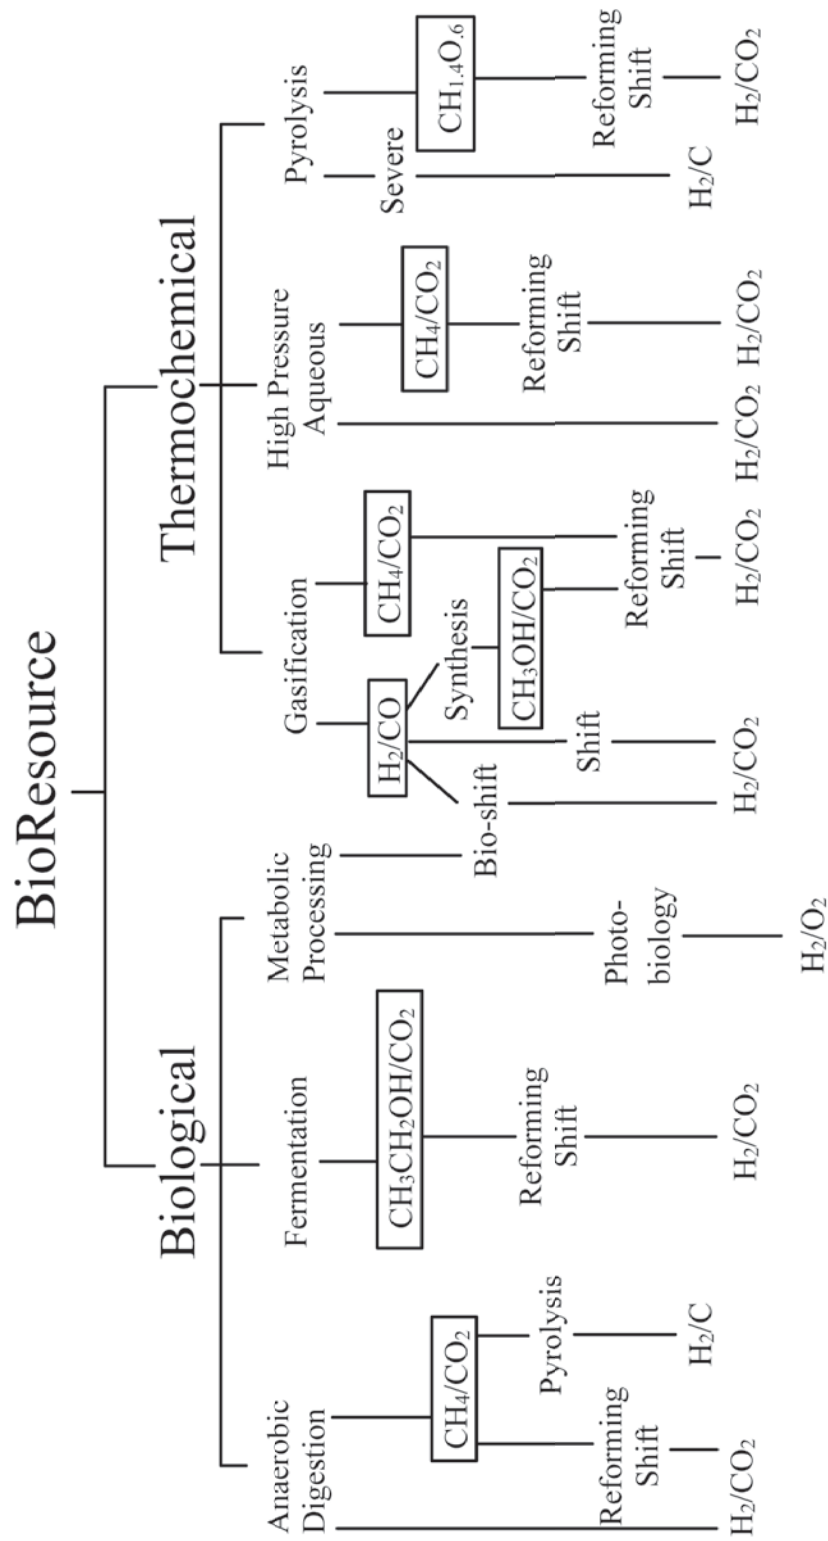 BioResource
Biological
Thermochemical
Anaerobic
Digestion
Fermentation
Metabolic
Processing
Gasification
High Pressure
Aqueous
Pyrolysis
CH4/CO2
CH3CH2OH/CO2
H2/CO
CH4/CO2
CH4/CO2
Severe
CH1.4O.6
Pyrolysis
Reforming
Shift
Reforming
Shift
Bio-shift
Synthesis
CH3OH/CO2
Shift
Reforming
Shift
Reforming
Shift
Reforming
Shift
Photo-
biology
H2/CO2
H2/C
H2/CO2
H2/O2
H2/CO2
H2/CO2
H2/CO2
H2/CO2
H2/C
H2/CO2